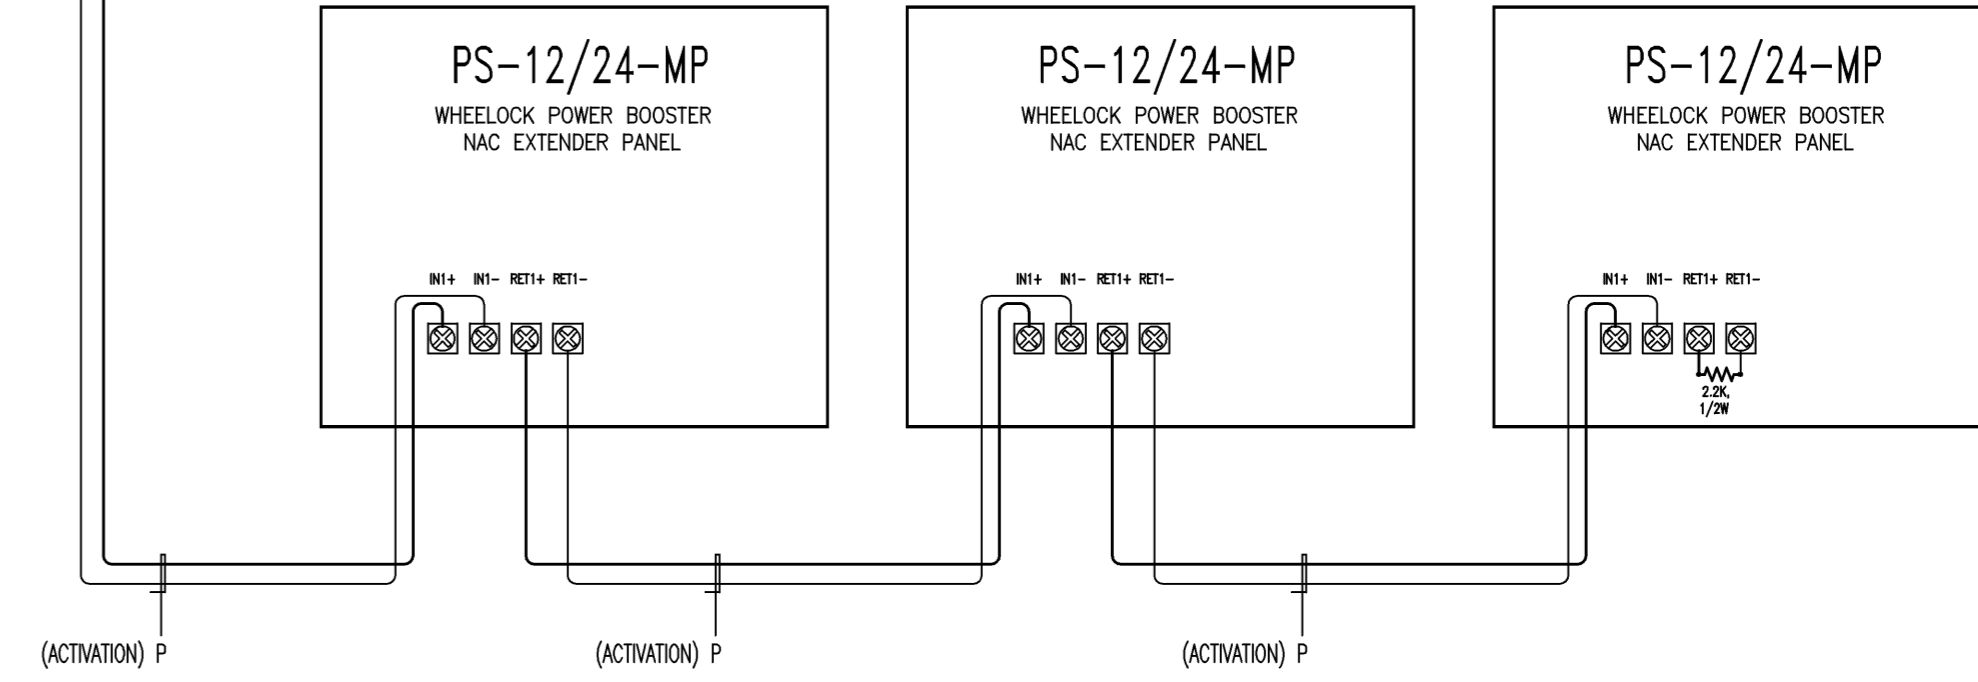 PS-12/24-MP
WHEELOCK POWER BOOSTER
NAC EXTENDER PANEL
IN1+ IN1- RET1+ RET1-
(ACTIVATION) P
PS-12/24-MP
WHEELOCK POWER BOOSTER
NAC EXTENDER PANEL
IN1+ IN1- RET1+ RET1-
(ACTIVATION) P
PS-12/24-MP
WHEELOCK POWER BOOSTER
NAC EXTENDER PANEL
IN1+ IN1- RET1+ RET1-
2.2K,
1/2W
(ACTIVATION) P